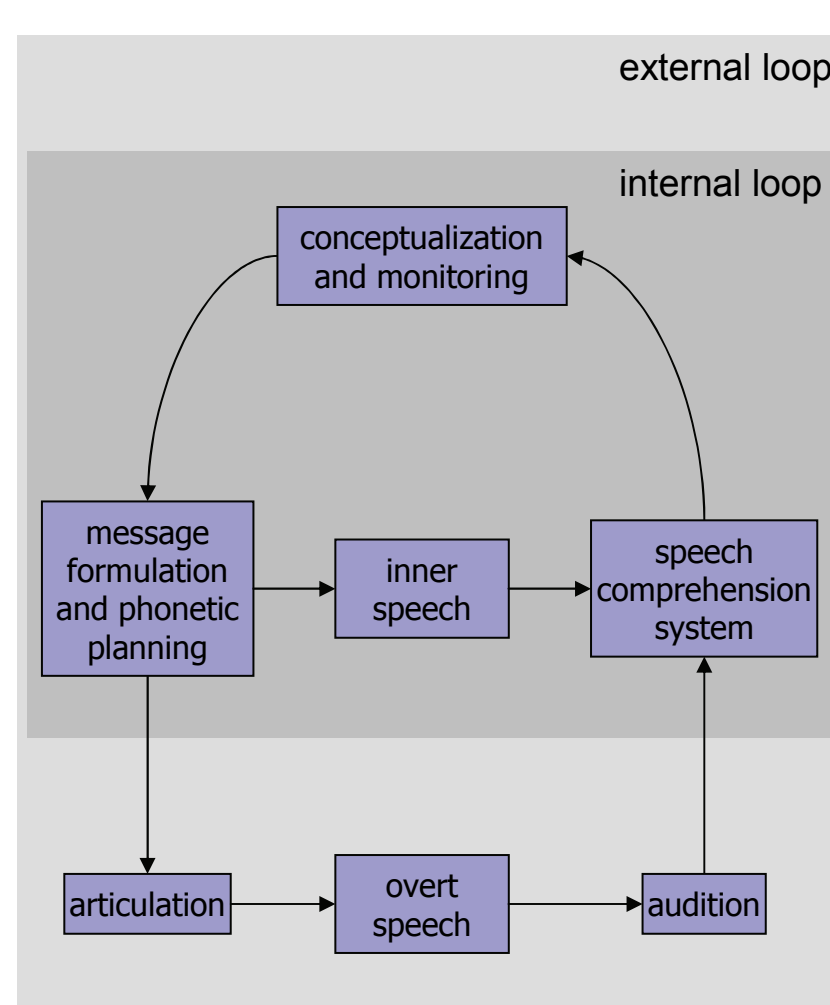 external loop
internal loop
conceptualization
and monitoring
message
formulation
and phonetic
planning
inner
speech
speech
comprehension
system
articulation
overt
speech
audition